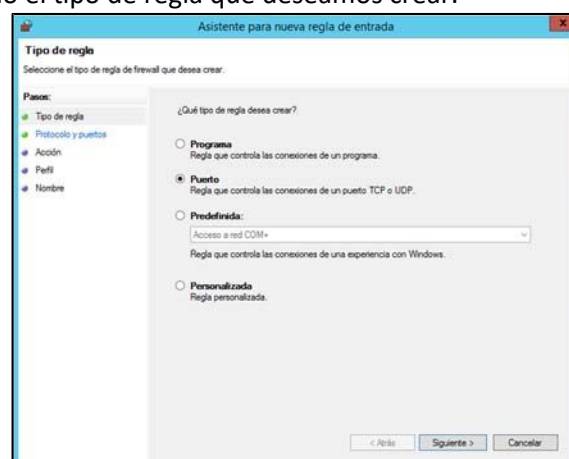 o el tipo de regla que deseamos crear.
Asistente para nueva regla de entrada
x
Tipo de regla
Seleccione el tipo de regla de firewall que desea crear.
Pasos:
Tipo de regla
Protocolo y puertos
Acción
Perfil
Nombre
¿Qué tipo de regla desea crear?
Programa
Regla que controla las conexiones de un programa.
Puerto
Regla que controla las conexiones de un puerto TCP o UDP.
Predefinida:
Acceso a red COM+
Regla que controla las conexiones de una experiencia con Windows.
Personalizada
Regla personalizada.
< Atrás Siguiente > Cancelar